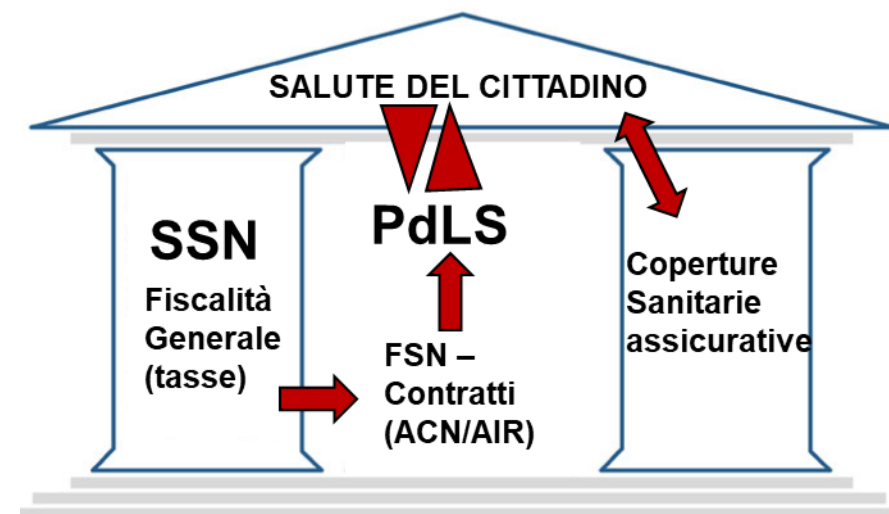 SALUTE DEL CITTADINO
SSN
Fiscalità
Generale
(tasse)
PdLS
FSN –
Contratti
(ACN/AIR)
Coperture
Sanitarie
assicurative